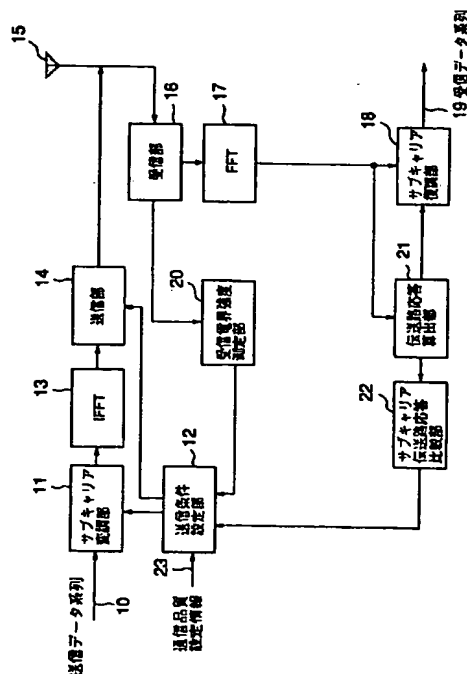 送信データ系列
10
11
サブキャリア
変調部
13
IFFT
14
送信部
15
16
受信部
17
FFT
20
受信電界強度
測定部
12
送信条件
設定部
23
通信品質
設定情報
22
サブキャリア
伝送路応答
比較部
21
伝送路応答
算出部
18
サブキャリア
復調部
19 受信データ系列